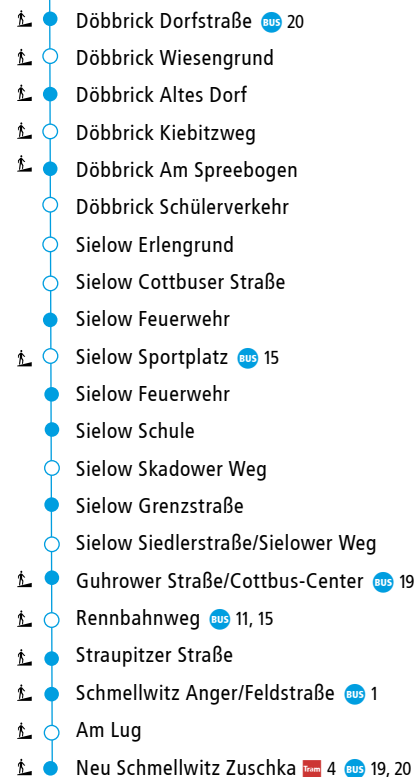 Döbbrick Dorfstraße BUS 20
Döbbrick Wiesengrund
Döbbrick Altes Dorf
Döbbrick Kiebitzweg
Döbbrick Am Spreebogen
Döbbrick Schülerverkehr
Sielow Erlengrund
Sielow Cottbuser Straße
Sielow Feuerwehr
Sielow Sportplatz BUS 15
Sielow Feuerwehr
Sielow Schule
Sielow Skadower Weg
Sielow Grenzstraße
Sielow Siedlerstraße/Sielower Weg
Guhrower Straße/Cottbus-Center BUS 19
Rennbahnweg BUS 11, 15
Straupitzer Straße
Schmellwitz Anger/Feldstraße BUS 1
Am Lug
Neu Schmellwitz Zuschka Tram 4 BUS 19, 20